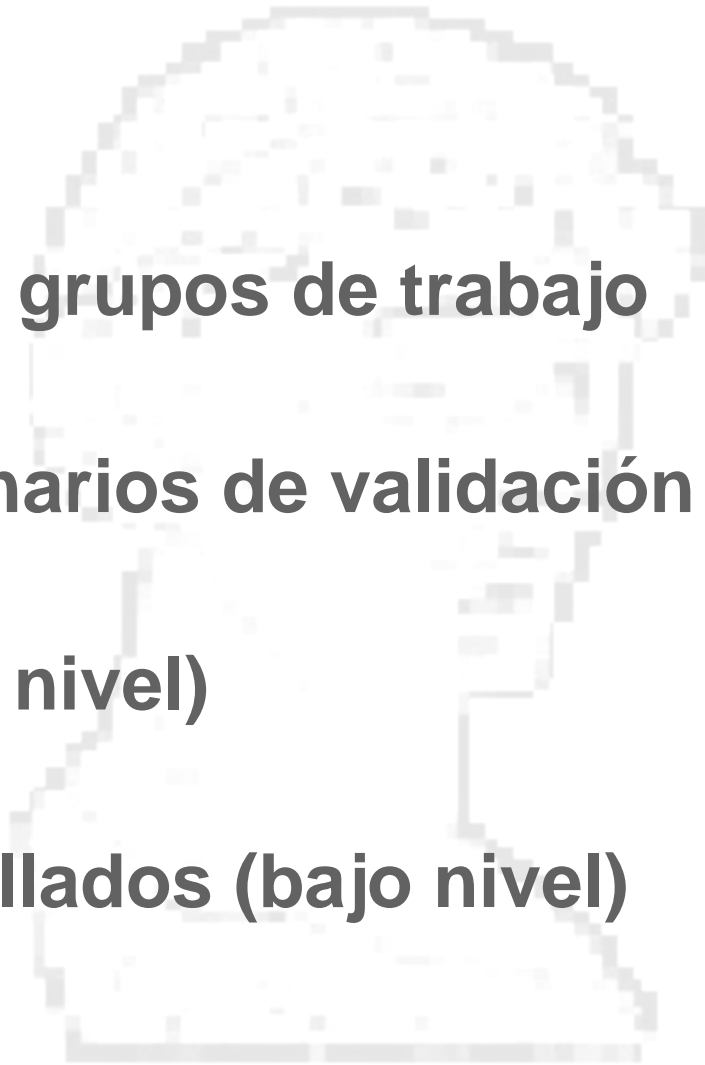 grupos de trabajo
narios de validación
nivel)
llados (bajo nivel)